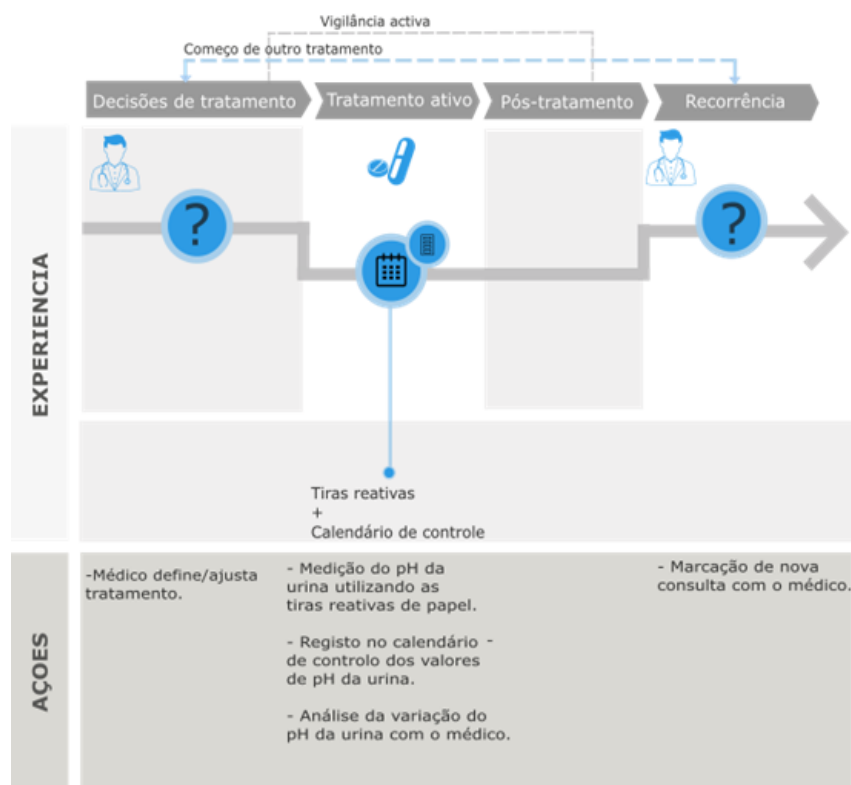 Vigilância activa
Começo de outro tratamento
Decisões de tratamento
Tratamento ativo
Pós-tratamento
Recorrência
EXPERIENCIA
?
?
Tiras reativas
+
Calendário de controle
AÇOES
-Médico define/ajusta
tratamento.
- Medição do pH da
urina utilizando as
tiras reativas de papel.
- Registo no calendário -
de controlo dos valores
de pH da urina.
- Análise da variação do
pH da urina com o médico.
- Marcação de nova
consulta com o médico.